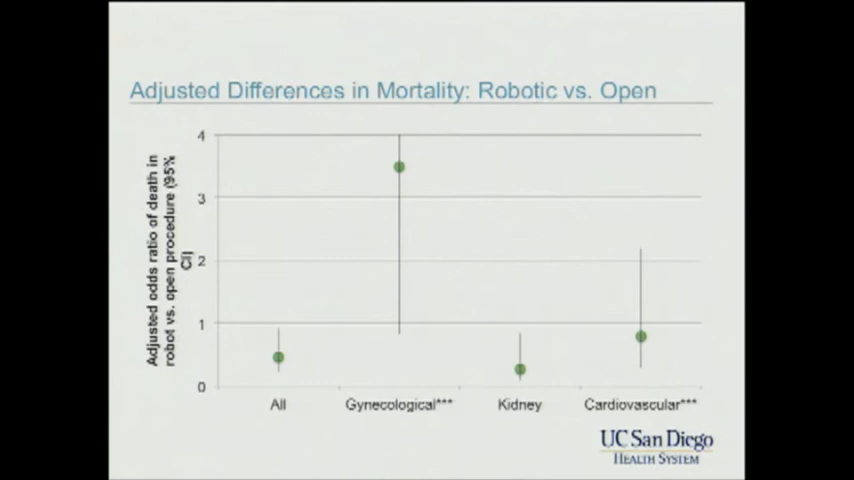 Adjusted Differences in Mortality: Robotic vs. Open
Adjusted odds ratio of death in
robot vs. open procedure (95%
CI)
4
3
2
1
0
All
Gynecological***
Kidney
Cardiovascular***
UC San Diego
HEALTH SYSTEM